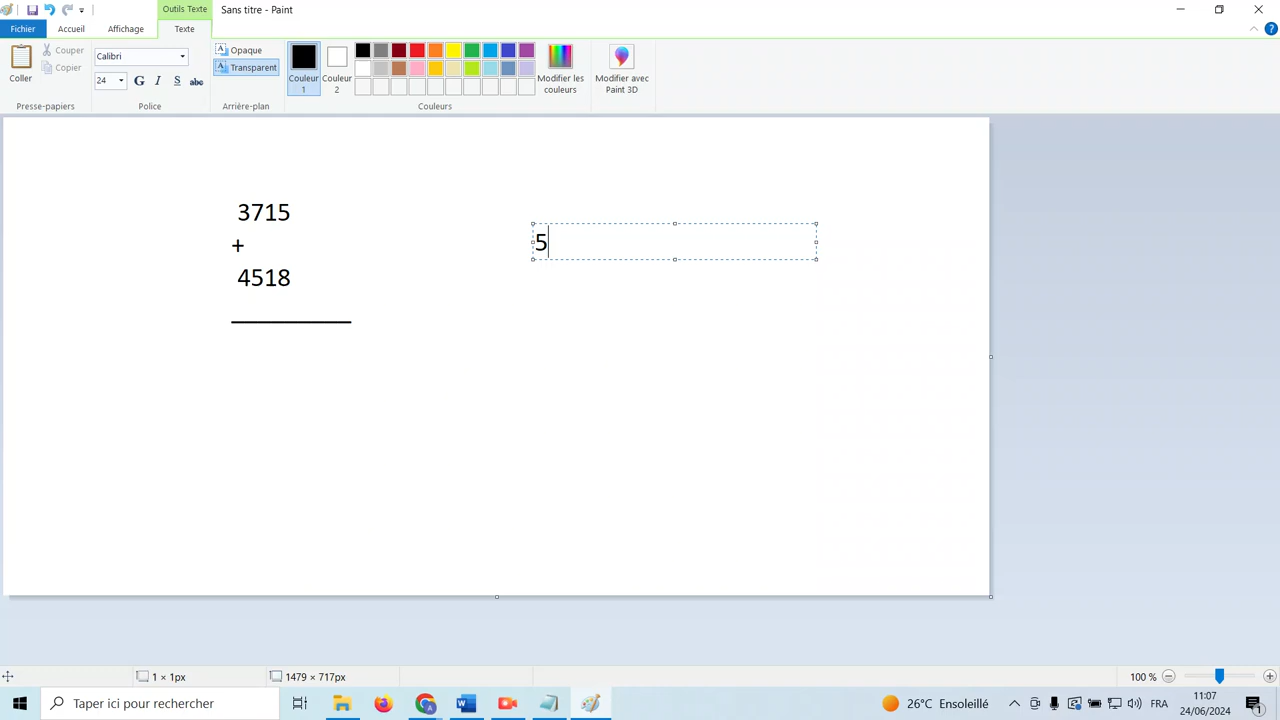 Outils Texte
Sans titre - Paint
Fichier
Accueil
Affichage
Texte
Coller
Couper
Copier
Presse-papiers
Calibri
24
G I S abc
Police
Opaque
Transparent
Arrière-plan
Couleur 1
Couleur 2
Modifier les couleurs
Couleurs
Modifier avec Paint 3D
3715
+
4518
5
1 × 1px
1479 × 717px
100 %
Taper ici pour rechercher
26°C Ensoleillé
FRA
11:07
24/06/2024
1